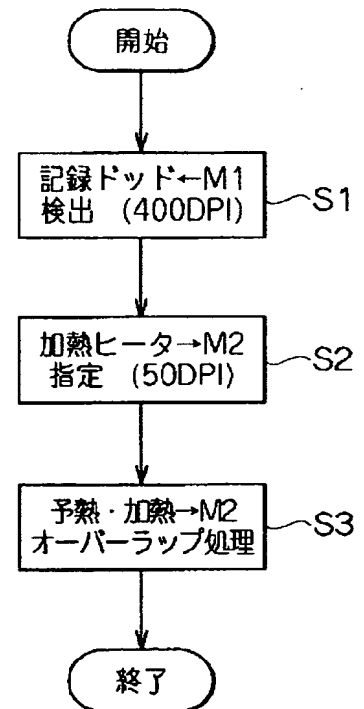 開始
記録ドッド←M1
検出 (400DPI)
S1
加熱ヒータ→M2
指定 (50DPI)
S2
予熱・加熱→M2
オーバーラップ処理
S3
終了